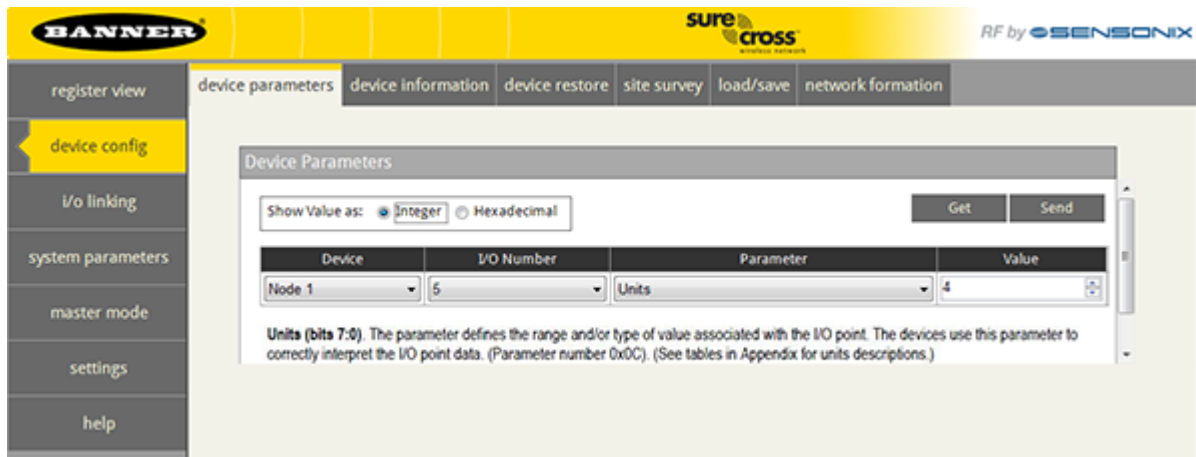 BANNER
sure cross
wireless network
RF by SENSONIX
register view
device config
i/o linking
system parameters
master mode
settings
help
device parameters device information device restore site survey load/save network formation
Device Parameters
Show Value as: Integer Hexadecimal
Get Send
Device I/O Number Parameter Value
Node 1 5 Units 4
Units (bits 7:0). The parameter defines the range and/or type of value associated with the I/O point. The devices use this parameter to
correctly interpret the I/O point data. (Parameter number 0x0C). (See tables in Appendix for units descriptions.)